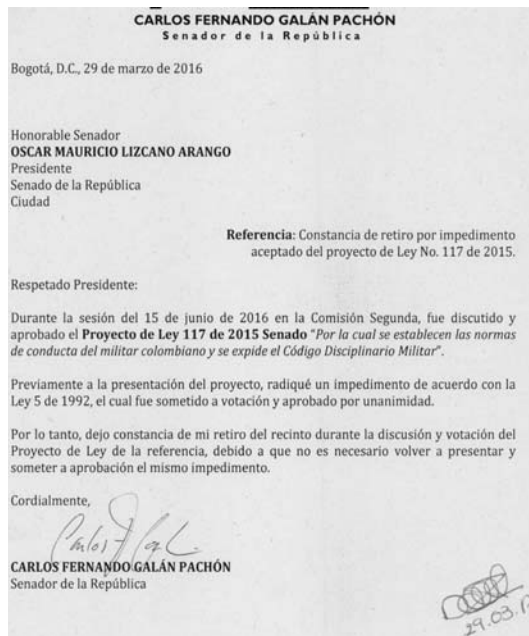 CARLOS FERNANDO GALÁN PACHÓN
Senador de la República
Bogotá, D.C., 29 de marzo de 2016
Honorable Senador
OSCAR MAURICIO LIZCANO ARANGO
Presidente
Senado de la República
Ciudad
Referencia: Constancia de retiro por impedimento
aceptado del proyecto de Ley No. 117 de 2015.
Respetado Presidente:
Durante la sesión del 15 de junio de 2016 en la Comisión Segunda, fue discutido y
aprobado el Proyecto de Ley 117 de 2015 Senado "Por la cual se establecen las normas
de conducta del militar colombiano y se expide el Código Disciplinario Militar".
Previamente a la presentación del proyecto, radiqué un impedimento de acuerdo con la
Ley 5 de 1992, el cual fue sometido a votación y aprobado por unanimidad.
Por lo tanto, dejo constancia de mi retiro del recinto durante la discusión y votación del
Proyecto de Ley de la referencia, debido a que no es necesario volver a presentar y
someter a aprobación el mismo impedimento.
Cordialmente,
CARLOS FERNANDO GALÁN PACHÓN
Senador de la República
29.03.